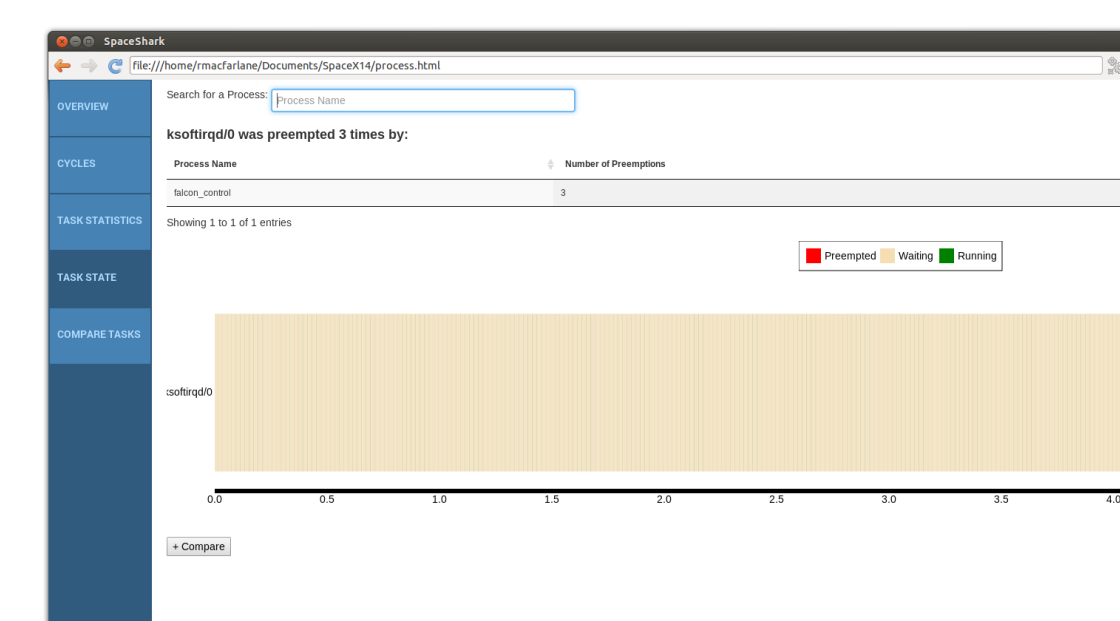 SpaceShark
file:///home/rmacfarlane/Documents/SpaceX14/process.html
OVERVIEW
CYCLES
TASK STATISTICS
TASK STATE
COMPARE TASKS
Search for a Process: Process Name
ksoftirqd/0 was preempted 3 times by:
Process Name Number of Preemptions
falcon_control 3
Showing 1 to 1 of 1 entries
Preempted Waiting Running
ksoftirqd/0
0.0 0.5 1.0 1.5 2.0 2.5 3.0 3.5 4.0
+ Compare